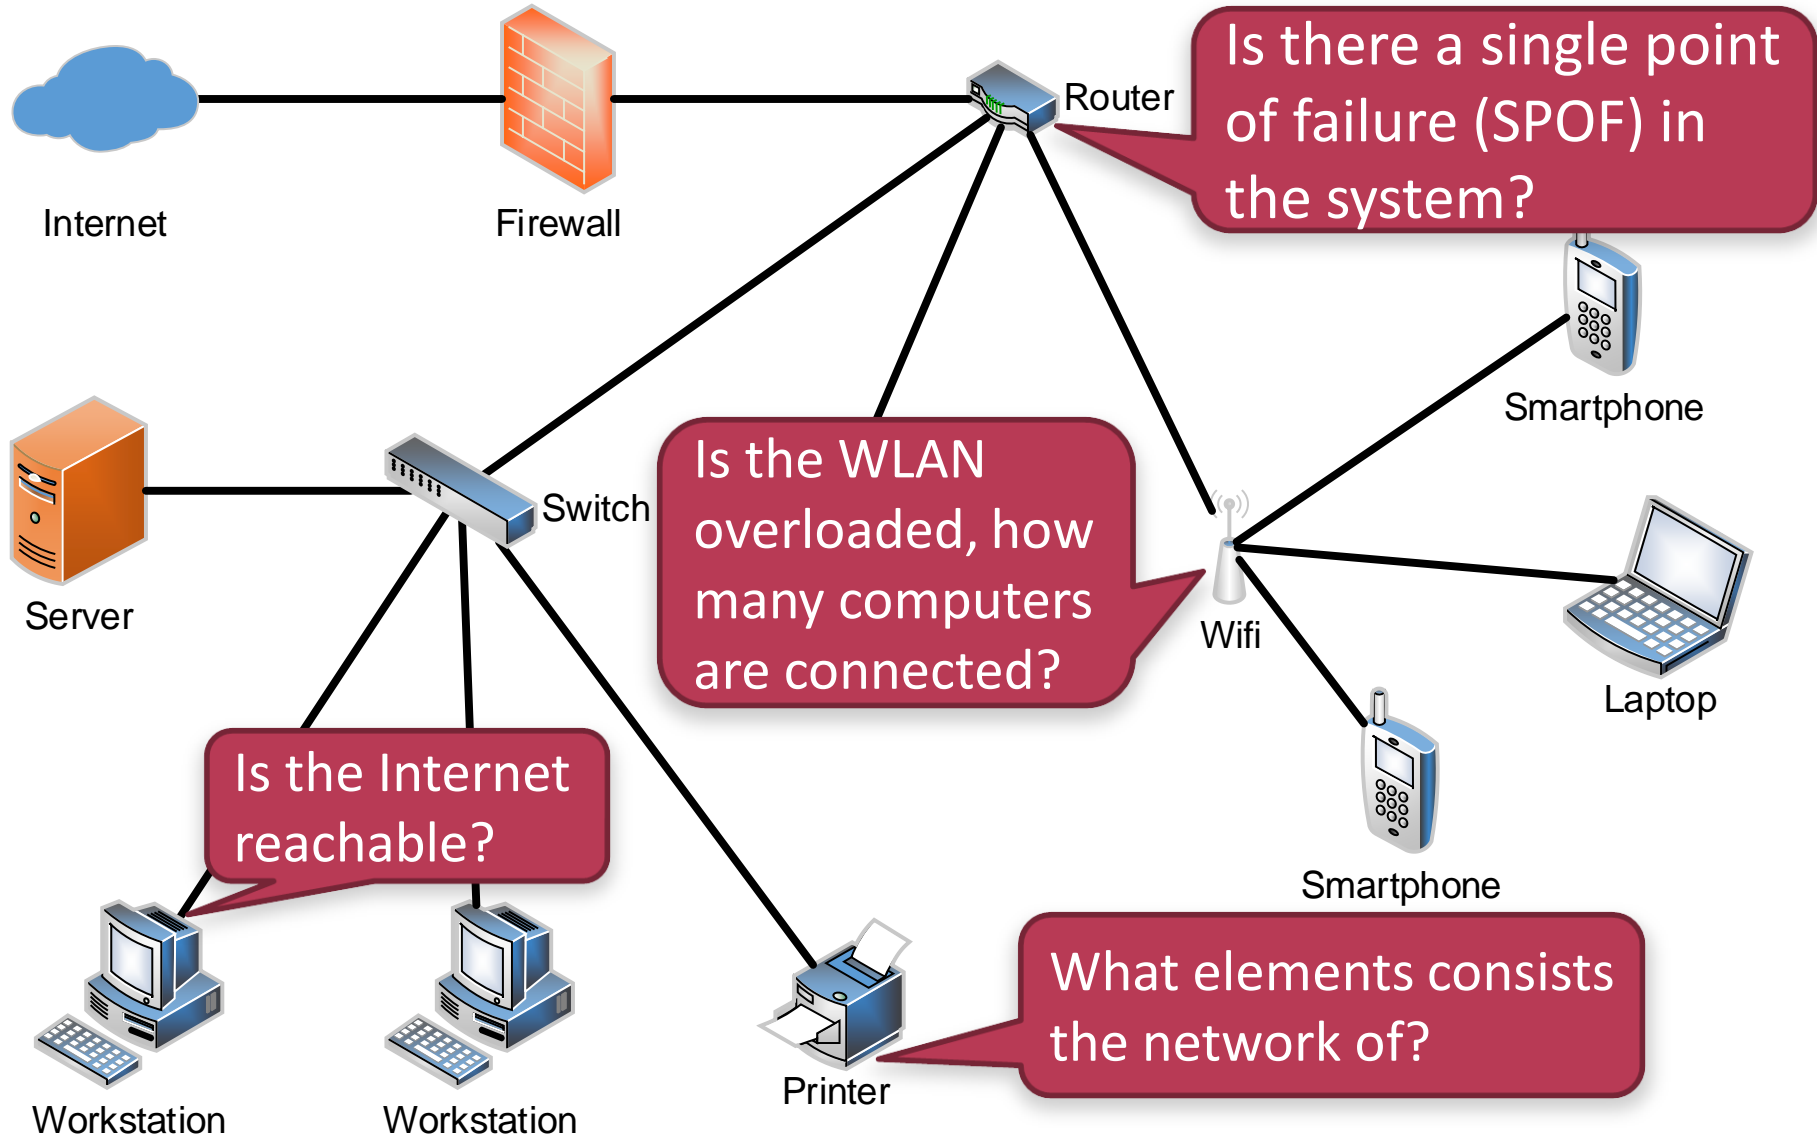 Is there a single point
of failure (SPOF) in
the system?
Router
Internet
Firewall
Smartphone
Is the WLAN
overloaded, how
many computers
are connected?
Switch
Server
Wifi
Laptop
Is the Internet
reachable?
Smartphone
What elements consists
the network of?
Printer
Workstation
Workstation